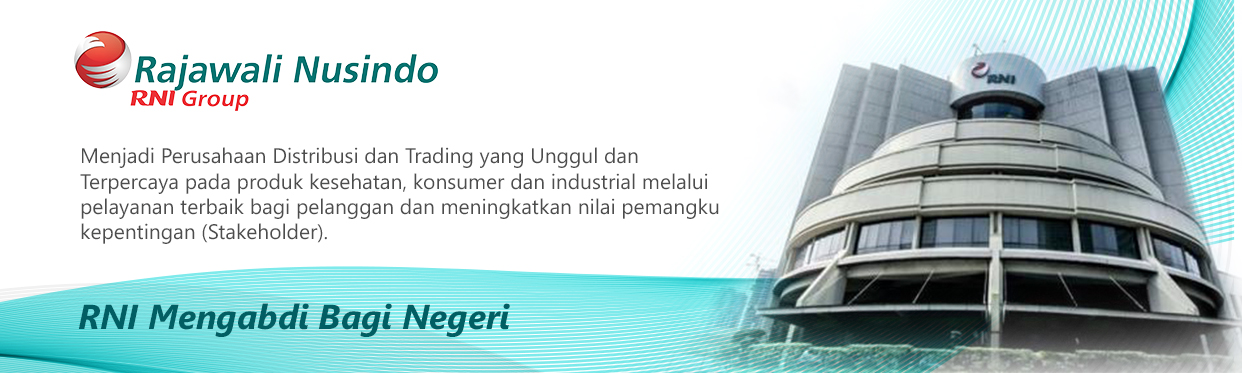 Rajawali Nusindo
RNI Group
RNI
Menjadi Perusahaan Distribusi dan Trading yang Unggul dan
Terpercaya pada produk kesehatan, konsumer dan industrial melalui
pelayanan terbaik bagi pelanggan dan meningkatkan nilai pemangku
kepentingan (Stakeholder).
RNI Mengabdi Bagi Negeri